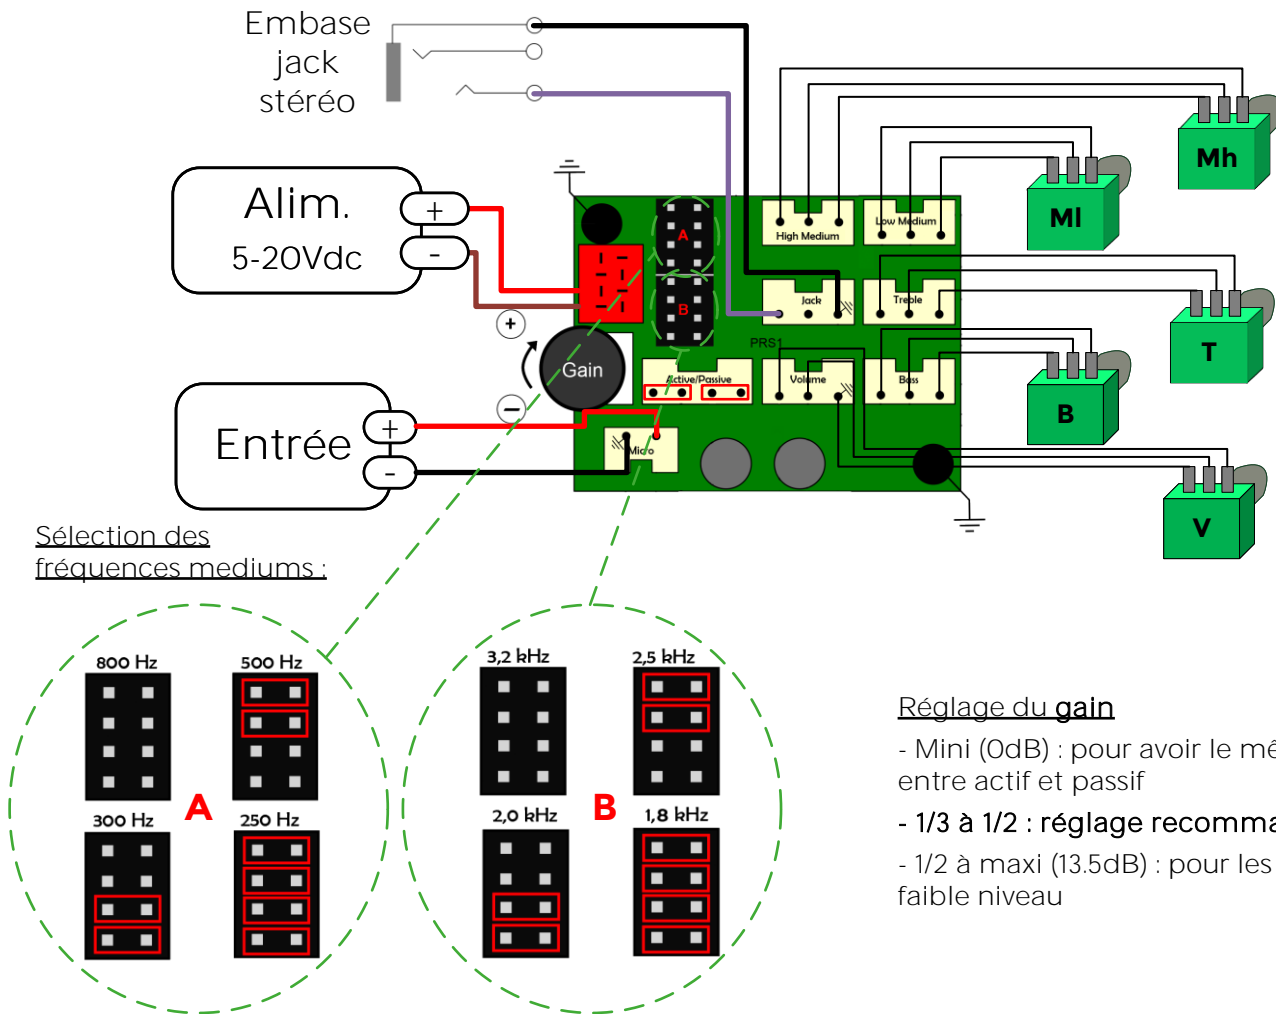 Embase
jack
stéréo
Alim.
5-20Vdc
+
-
Entrée
+
-
+
−
Gain
A
B
High Medium
Low Medium
Jack
Treble
PRS1
Active/Passive
Volume
Bass
Micro
Mh
Ml
T
B
V
Sélection des
fréquences mediums :
800 Hz
500 Hz
300 Hz
250 Hz
A
3,2 kHz
2,5 kHz
2,0 kHz
1,8 kHz
B
Réglage du gain
- Mini (0dB) : pour avoir le
entre actif et passif
- 1/3 à 1/2 : réglage
- 1/2 à maxi (13.5dB) : pour les
faible niveau